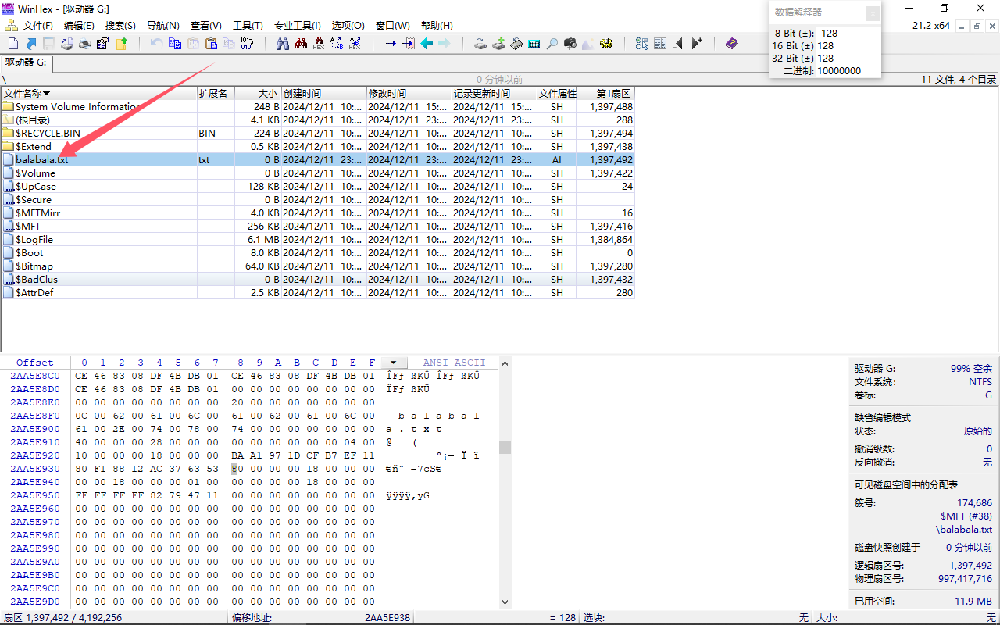 WinHex - [驱动器 G:]
文件(F) 编辑(E) 搜索(S) 导航(N) 查看(V) 工具(T) 专业工具(I) 选项(O) 窗口(W) 帮助(H)
21.2 x64
数据解释器
8 Bit (±): -128
16 Bit (±) 128
32 Bit (±) 128
二进制: 10000000
驱动器 G:
\ 0 分钟以前 11 文件, 4 个目录
文件名称 扩展名 大小 创建时间 修改时间 记录更新时间 文件属性 第1扇区
System Volume Information 248 B 2024/12/11 10:... 2024/12/11 15:... 2024/12/11 15:... SH 1,397,488
(根目录) 4.1 KB 2024/12/11 10:... 2024/12/11 23:... 2024/12/11 23:... SH 288
$RECYCLE.BIN BIN 224 B 2024/12/11 10:... 2024/12/11 10:... 2024/12/11 10:... SH 1,397,494
$Extend 0.5 KB 2024/12/11 10:... 2024/12/11 10:... 2024/12/11 10:... SH 1,397,438
balabala.txt txt 0 B 2024/12/11 23:... 2024/12/11 23:... 2024/12/11 23:... AI 1,397,492
$Volume 0 B 2024/12/11 10:... 2024/12/11 10:... 2024/12/11 10:... SH 1,397,422
$UpCase 128 KB 2024/12/11 10:... 2024/12/11 10:... 2024/12/11 10:... SH 24
$Secure 0 B 2024/12/11 10:... 2024/12/11 10:... 2024/12/11 10:... SH
$MFTMirr 4.0 KB 2024/12/11 10:... 2024/12/11 10:... 2024/12/11 10:... SH 16
$MFT 256 KB 2024/12/11 10:... 2024/12/11 10:... 2024/12/11 10:... SH 1,397,416
$LogFile 6.1 MB 2024/12/11 10:... 2024/12/11 10:... 2024/12/11 10:... SH 1,384,864
$Boot 8.0 KB 2024/12/11 10:... 2024/12/11 10:... 2024/12/11 10:... SH 0
$Bitmap 64.0 KB 2024/12/11 10:... 2024/12/11 10:... 2024/12/11 10:... SH 1,397,280
$BadClus 0 B 2024/12/11 10:... 2024/12/11 10:... 2024/12/11 10:... SH 1,397,432
$AttrDef 2.5 KB 2024/12/11 10:... 2024/12/11 10:... 2024/12/11 10:... SH 280
Offset 0 1 2 3 4 5 6 7 8 9 A B C D E F ANSI ASCII
2AA5E8C0 CE 46 83 08 DF 4B DB 01 CE 46 83 08 DF 4B DB 01 ÎFƒ ßKÛ ÎFƒ ßKÛ
2AA5E8D0 CE 46 83 08 DF 4B DB 01 00 00 00 00 00 00 00 00 ÎFƒ ßKÛ
2AA5E8E0 00 00 00 00 00 00 00 00 20 00 00 00 00 00 00 00
2AA5E8F0 0C 00 62 00 61 00 6C 00 61 00 62 00 61 00 6C 00 b a l a b a l
2AA5E900 61 00 2E 00 74 00 78 00 74 00 00 00 00 00 00 00 a . t x t
2AA5E910 40 00 00 00 28 00 00 00 00 00 00 00 00 00 04 00 @ (
2AA5E920 10 00 00 00 18 00 00 00 BA A1 97 1D CF B7 EF 11 º¡— Ï·ï
2AA5E930 80 F1 88 12 AC 37 63 53 80 00 00 00 18 00 00 00 €ñˆ ¬7cS€
2AA5E940 00 00 18 00 00 00 01 00 00 00 00 00 18 00 00 00
2AA5E950 FF FF FF FF 82 79 47 11 00 00 00 00 00 00 00 00 ÿÿÿÿ‚yG
2AA5E960 00 00 00 00 00 00 00 00 00 00 00 00 00 00 00 00
2AA5E970 00 00 00 00 00 00 00 00 00 00 00 00 00 00 00 00
2AA5E980 00 00 00 00 00 00 00 00 00 00 00 00 00 00 00 00
2AA5E990 00 00 00 00 00 00 00 00 00 00 00 00 00 00 00 00
2AA5E9A0 00 00 00 00 00 00 00 00 00 00 00 00 00 00 00 00
2AA5E9B0 00 00 00 00 00 00 00 00 00 00 00 00 00 00 00 00
2AA5E9C0 00 00 00 00 00 00 00 00 00 00 00 00 00 00 00 00
2AA5E9D0 00 00 00 00 00 00 00 00 00 00 00 00 00 00 00 00
驱动器 G: 99% 空余
文件系统: NTFS
卷标: G
缺省编辑模式
状态: 原始的
撤消级数: 0
反向撤消: 无
可见磁盘空间中的分配表
簇号: 174,686
$MFT (#38)
\balabala.txt
磁盘快照创建于 0 分钟以前
逻辑扇区号: 1,397,492
物理扇区号: 997,417,716
已用空间: 11.9 MB
扇区 1,397,492 / 4,192,256 偏移地址: 2AA5E938 = 128 选块: 无 大小: 无